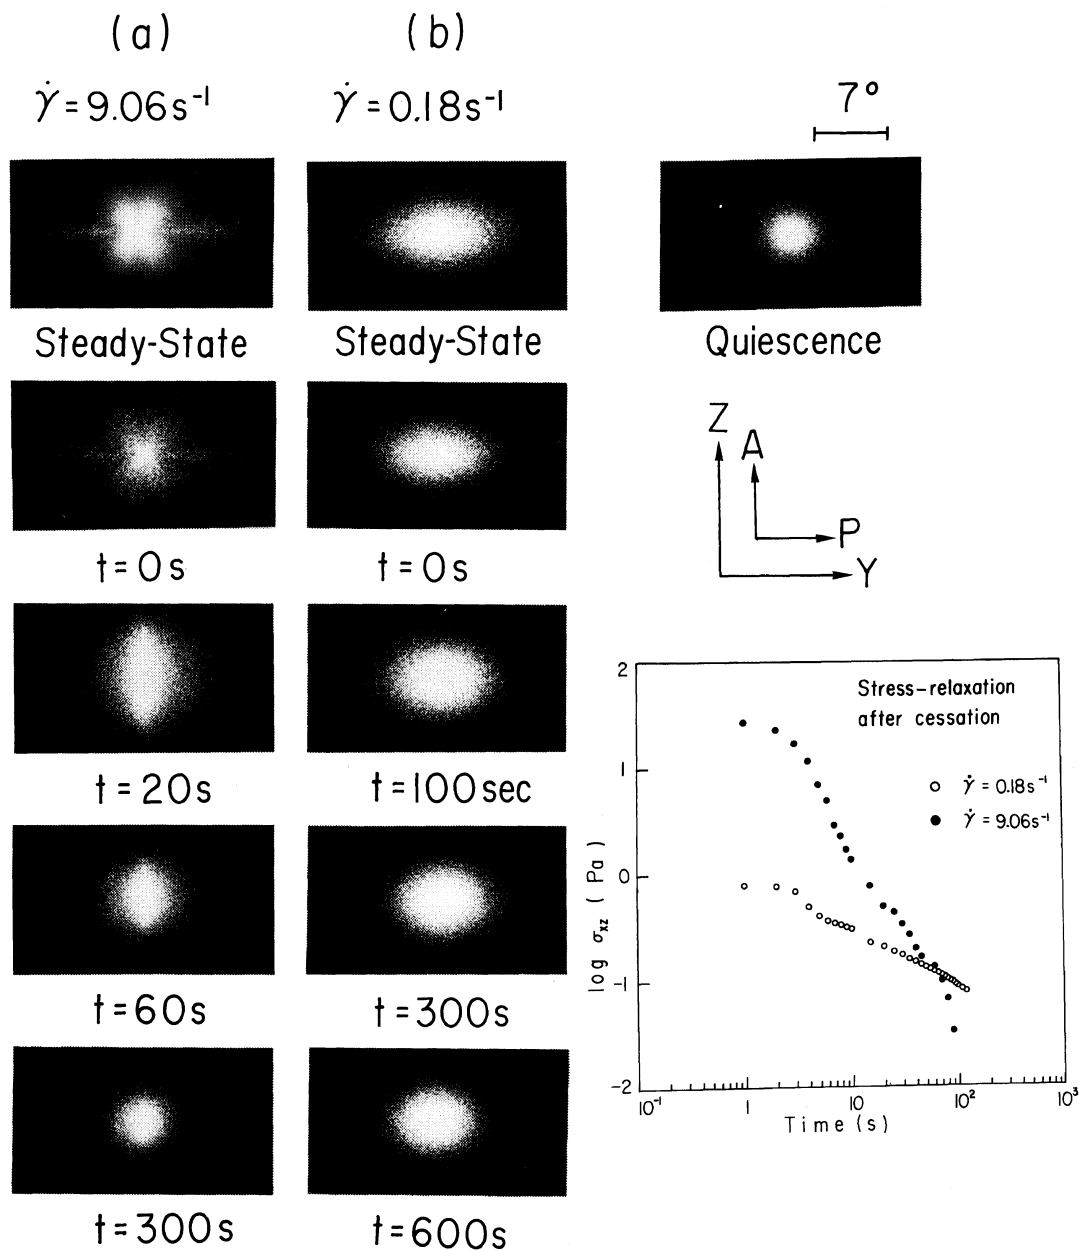 (a)
γ̇ = 9.06s⁻¹
Steady-State
t=0s
t=20s
t=60s
t=300s
(b)
γ̇ = 0.18s⁻¹
Steady-State
t=0s
t=100sec
t=300s
t=600s
7°
Quiescence
Z
A
P
Y
Stress-relaxation
after cessation
○ γ̇ = 0.18s⁻¹
● γ̇ = 9.06s⁻¹
log σxz (Pa)
2
1
0
-1
-2
10⁻¹ 1 10 10² 10³
Time (s)